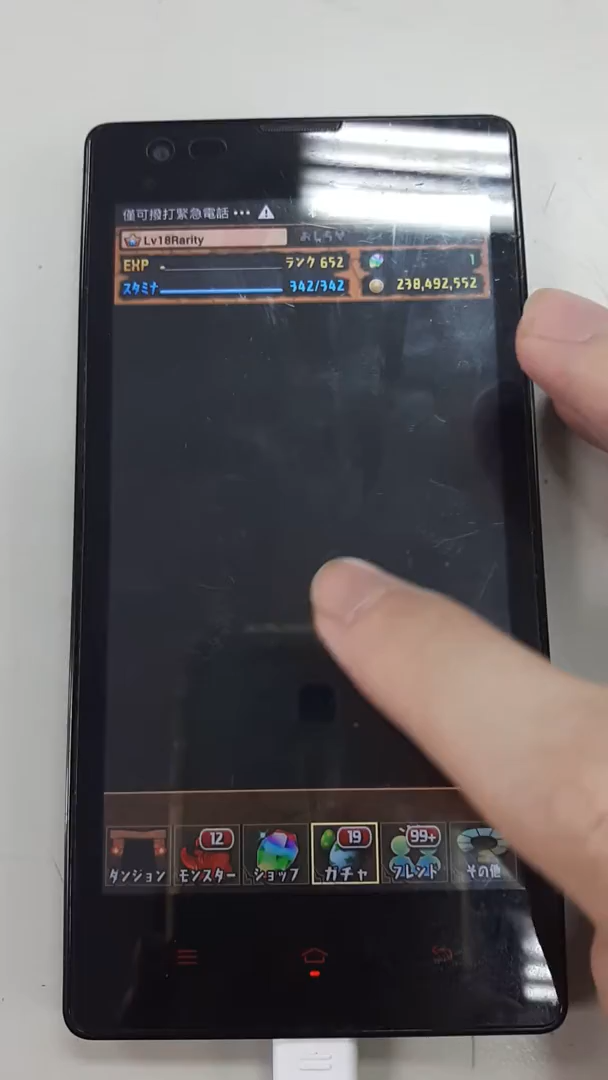 僅可撥打緊急電話 •••
Lv18Rarity
おしらせ
EXP ランク 652
1
スタミナ 342/342
238,492,552
12 19 99+
ダンジョン モンスター ショップ ガチャ フレンド その他